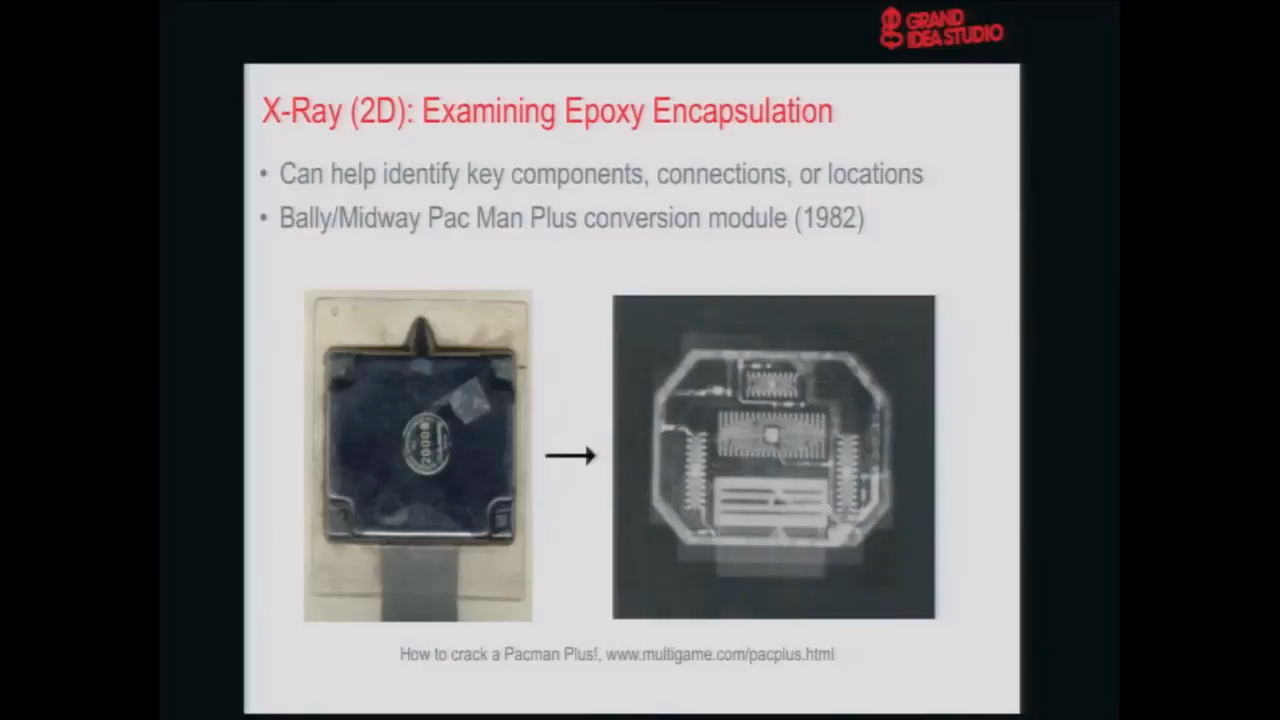 GRAND
IDEA STUDIO
X-Ray (2D): Examining Epoxy Encapsulation
• Can help identify key components, connections, or locations
• Bally/Midway Pac Man Plus conversion module (1982)
20008
How to crack a Pacman Plus!, www.multigame.com/pacplus.html